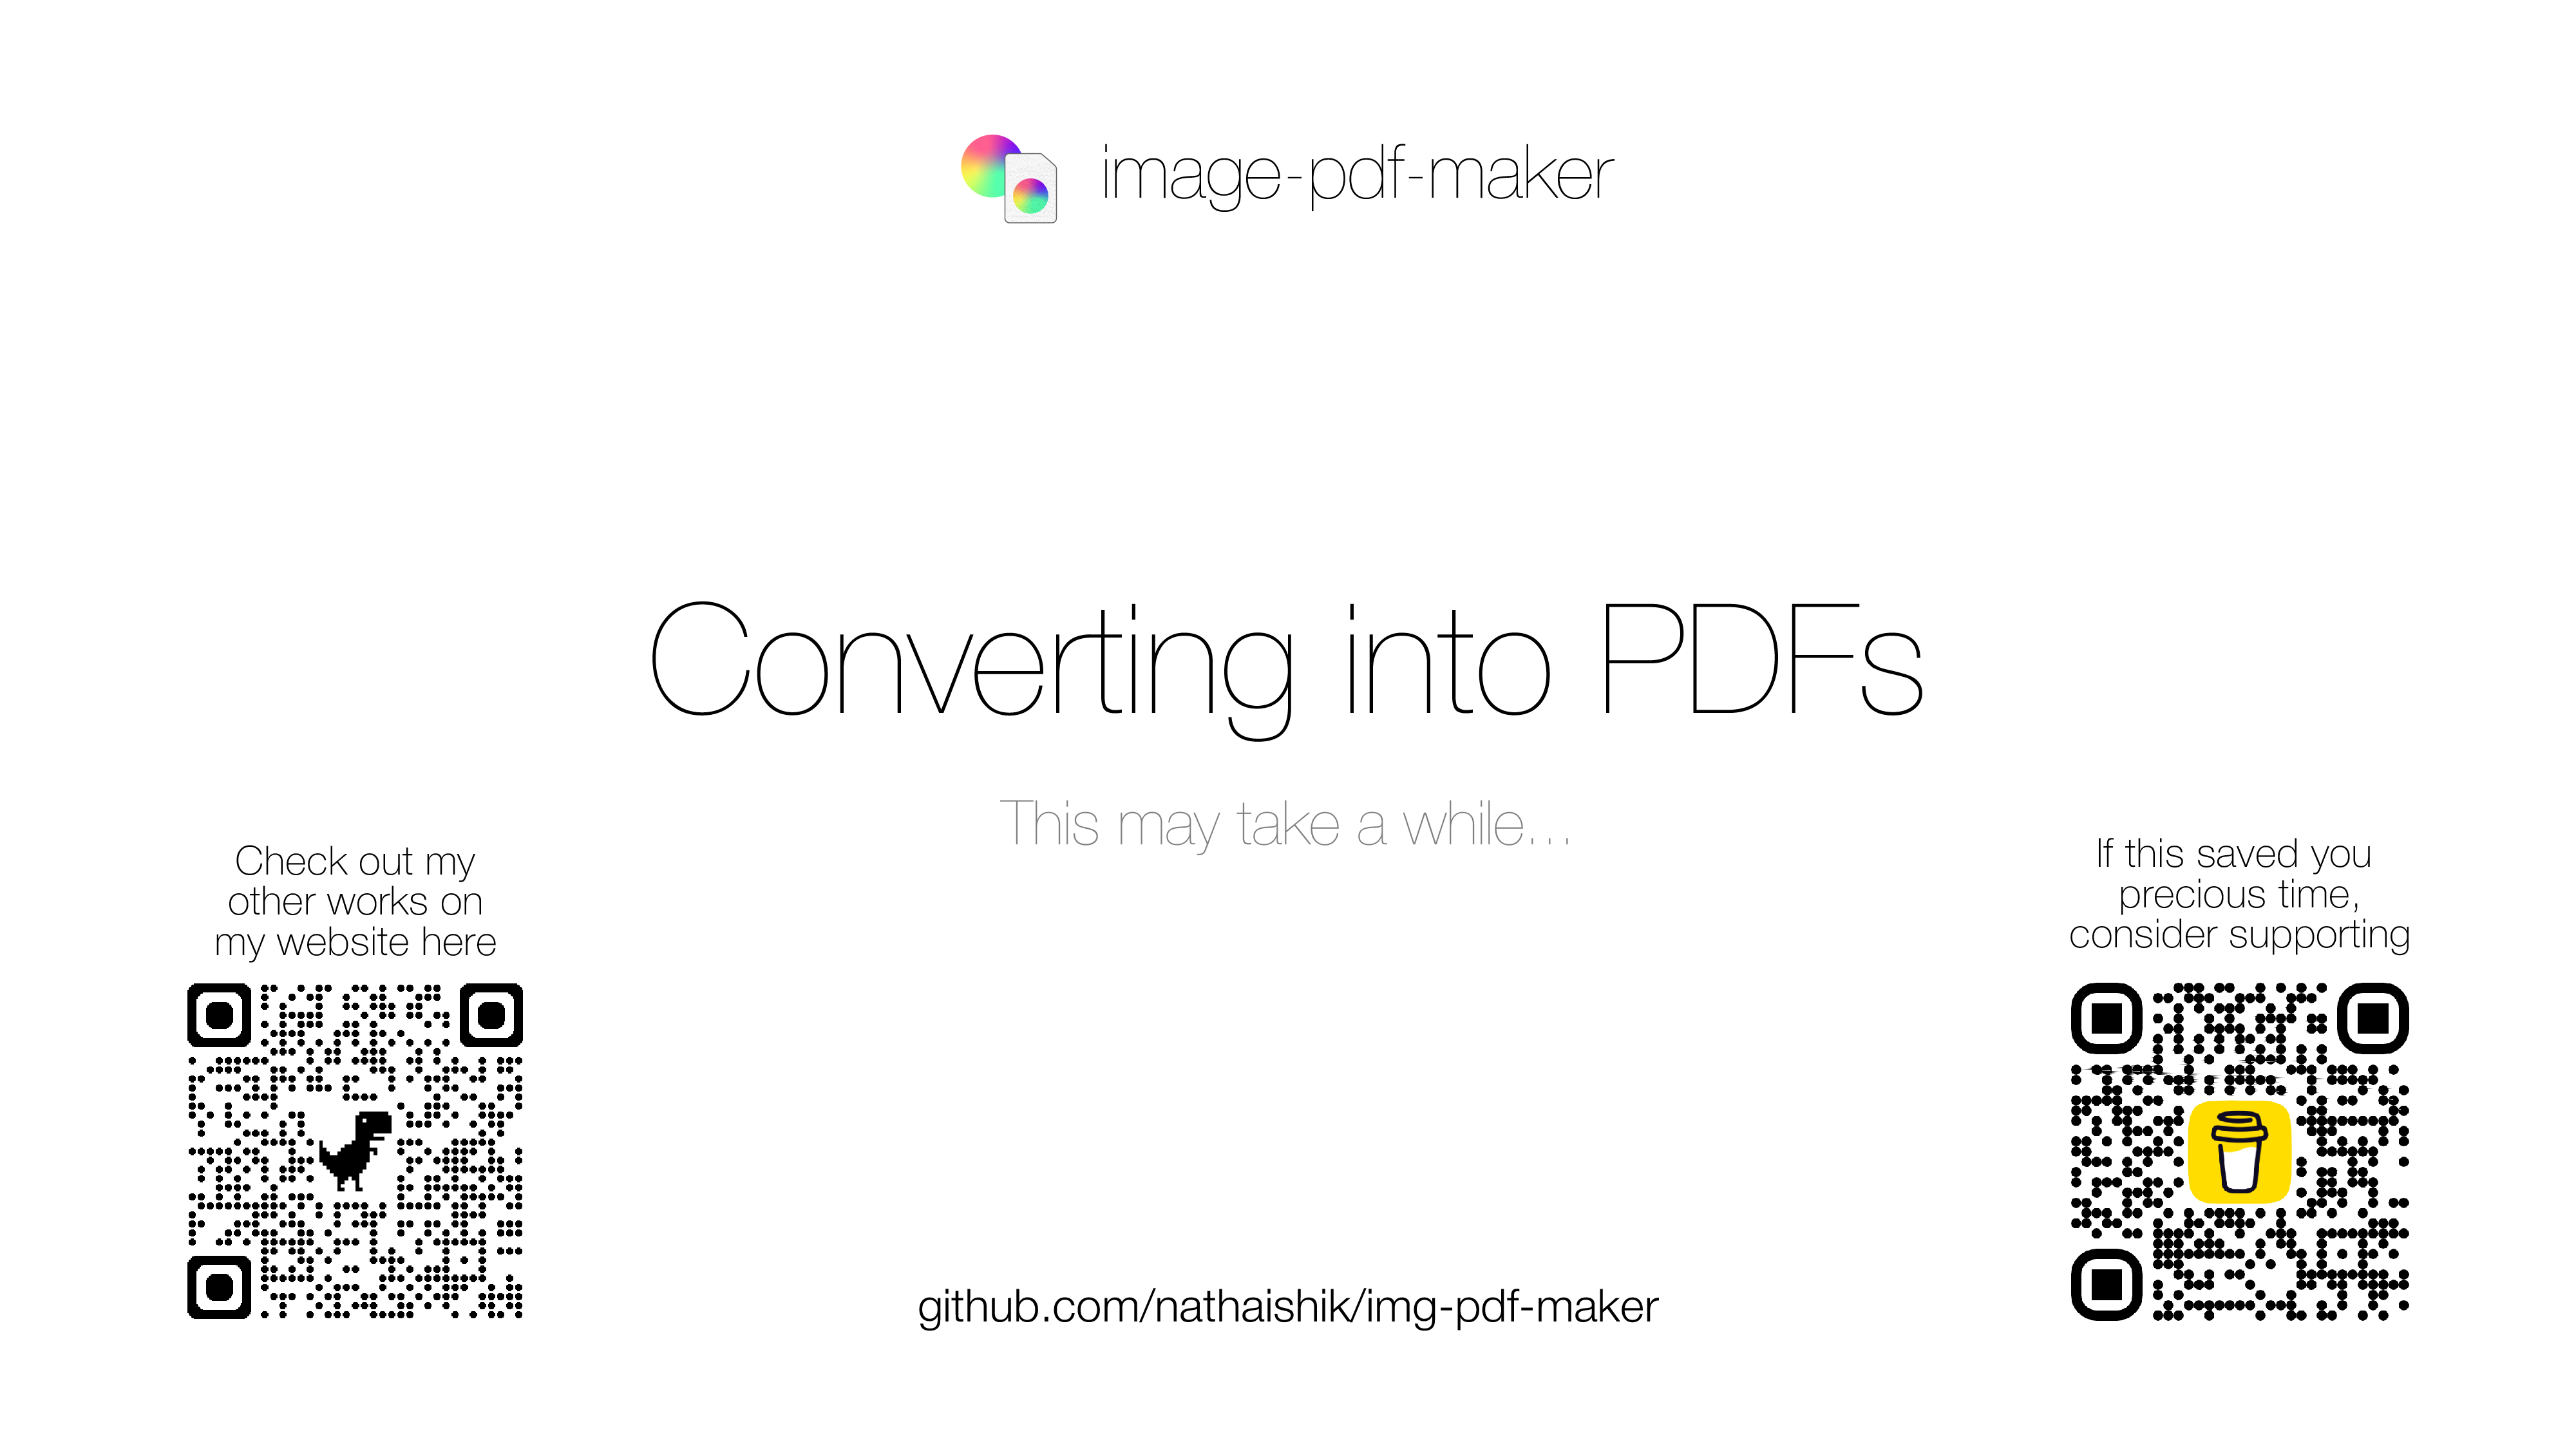 image-pdf-maker
Converting into PDFs
This may take a while...
Check out my
other works on
my website here
If this saved you
precious time,
consider supporting
github.com/nathaishik/img-pdf-maker